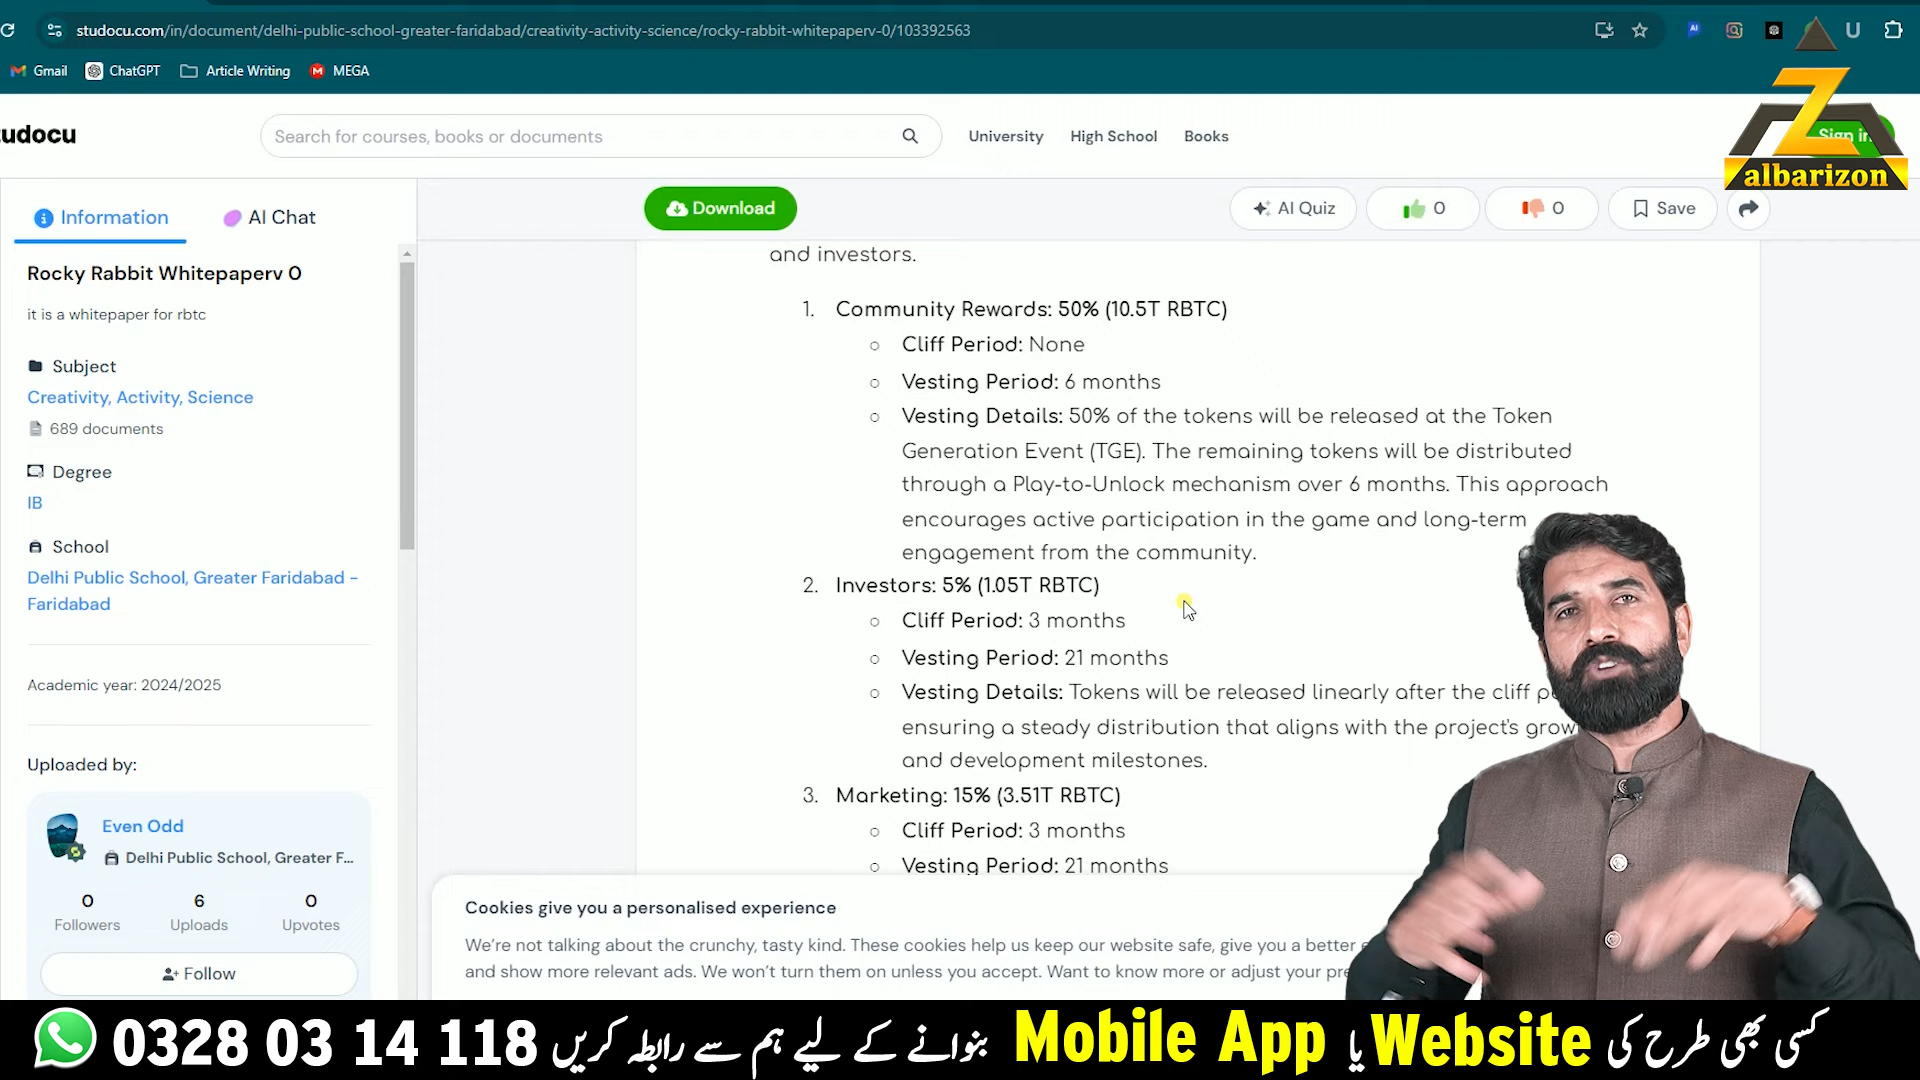 studocu.com/in/document/delhi-public-school-greater-faridabad/creativity-activity-science/rocky-rabbit-whitepaperv-0/103392563
Gmail ChatGPT Article Writing MEGA
tudocu
Search for courses, books or documents
University High School Books
Sign in
albarizon
Information AI Chat
Download
AI Quiz 0 0 Save
Rocky Rabbit Whitepaperv 0
it is a whitepaper for rbtc
Subject
Creativity, Activity, Science
689 documents
Degree
IB
School
Delhi Public School, Greater Faridabad -
Faridabad
Academic year: 2024/2025
Uploaded by:
Even Odd
Delhi Public School, Greater F...
0 6 0
Followers Uploads Upvotes
Follow
and investors.
1. Community Rewards: 50% (10.5T RBTC)
○ Cliff Period: None
○ Vesting Period: 6 months
○ Vesting Details: 50% of the tokens will be released at the Token
Generation Event (TGE). The remaining tokens will be distributed
through a Play-to-Unlock mechanism over 6 months. This approach
encourages active participation in the game and long-term
engagement from the community.
2. Investors: 5% (1.05T RBTC)
○ Cliff Period: 3 months
○ Vesting Period: 21 months
○ Vesting Details: Tokens will be released linearly after the cliff
ensuring a steady distribution that aligns with the project's
and development milestones.
3. Marketing: 15% (3.51T RBTC)
○ Cliff Period: 3 months
○ Vesting Period: 21 months
Cookies give you a personalised experience
We're not talking about the crunchy, tasty kind. These cookies help us keep our website safe, give you a better
and show more relevant ads. We won't turn them on unless you accept. Want to know more or adjust your
کسی بھی طرح کی Website یا Mobile App بنوانے کے لیے ہم سے رابطہ کریں 0328 03 14 118